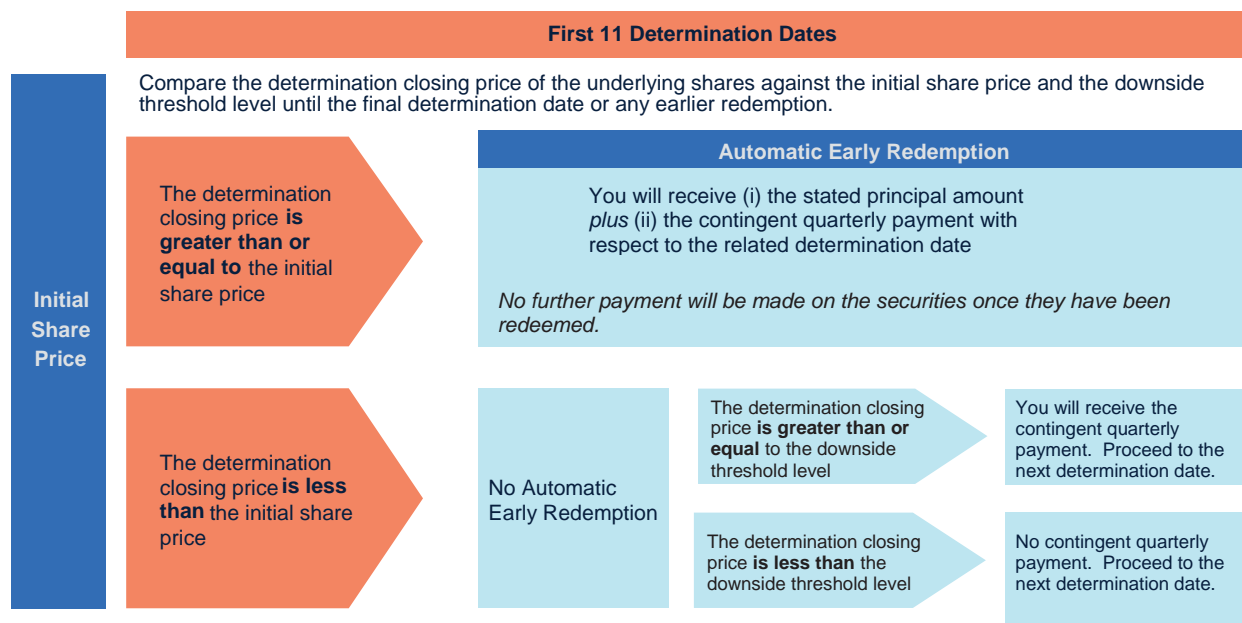 First 11 Determination Dates
Compare the determination closing price of the underlying shares against the initial share price and the downside
threshold level until the final determination date or any earlier redemption.
Initial
Share
Price
The determination
closing price is
greater than or
equal to the initial
share price
Automatic Early Redemption
You will receive (i) the stated principal amount
plus (ii) the contingent quarterly payment with
respect to the related determination date
No further payment will be made on the securities once they have been
redeemed.
The determination
closing price is less
than the initial share
price
No Automatic
Early Redemption
The determination closing
price is greater than or
equal to the downside
threshold level
You will receive the
contingent quarterly
payment. Proceed to the
next determination date.
The determination closing
price is less than the
downside threshold level
No contingent quarterly
payment. Proceed to the
next determination date.